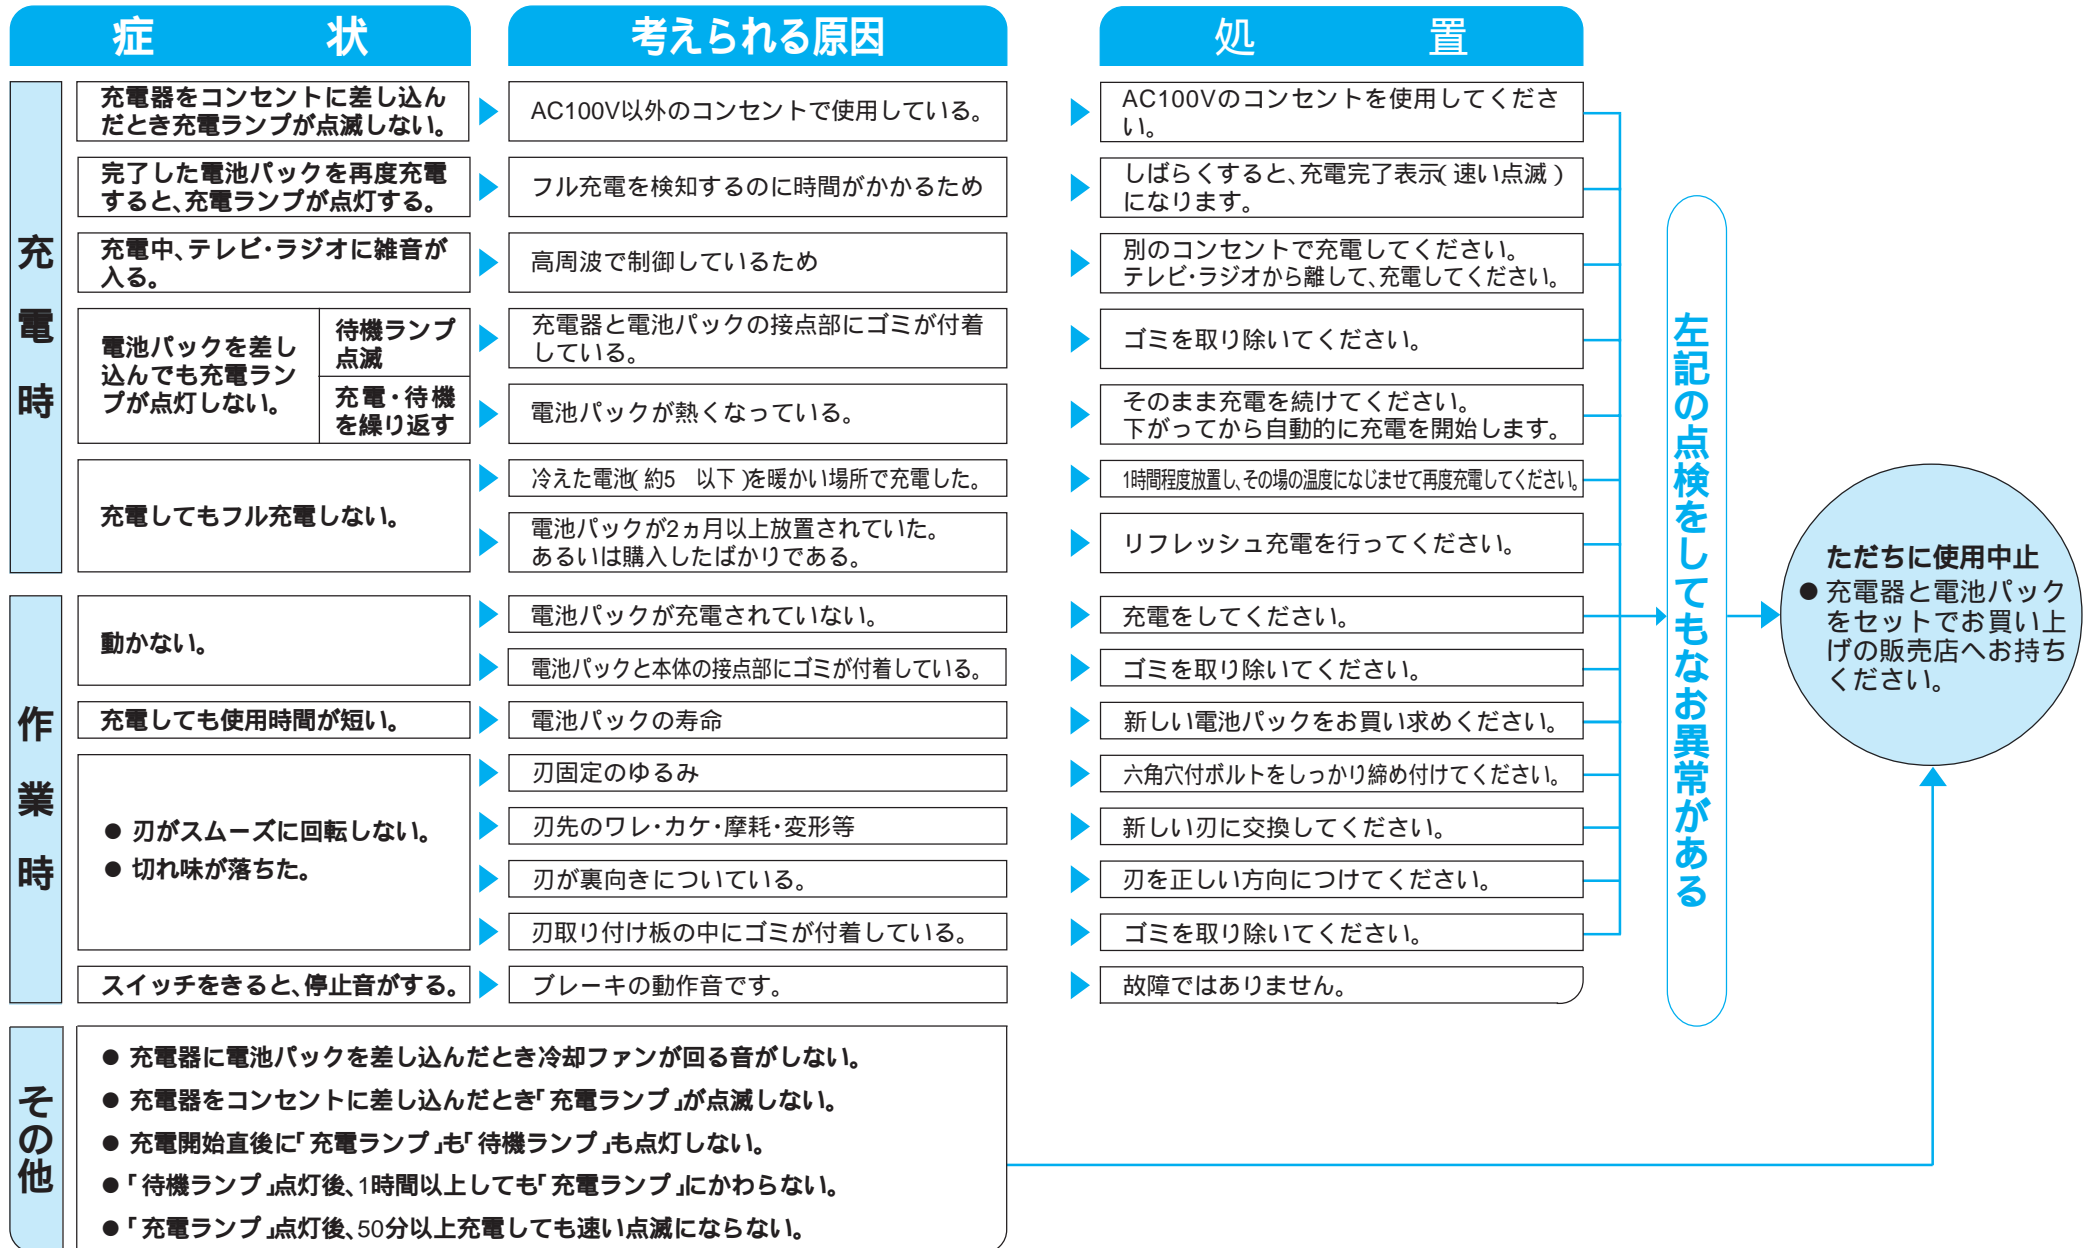 症状
考えられる原因
処置
充電時
充電器をコンセントに差し込ん
だとき充電ランプが点滅しない。
AC100V以外のコンセントで使用している。
AC100Vのコンセントを使用してくださ
い。
完了した電池パックを再度充電
すると、充電ランプが点灯する。
フル充電を検知するのに時間がかかるため
しばらくすると、充電完了表示(速い点滅)
になります。
充電中、テレビ・ラジオに雑音が
入る。
高周波で制御しているため
別のコンセントで充電してください。
テレビ・ラジオから離して、充電してください。
電池パックを差し
込んでも充電ラン
プが点灯しない。
待機ランプ
点滅
充電器と電池パックの接点部にゴミが付着
している。
ゴミを取り除いてください。
充電・待機
を繰り返す
電池パックが熱くなっている。
そのまま充電を続けてください。
下がってから自動的に充電を開始します。
充電してもフル充電しない。
冷えた電池(約5　以下)を暖かい場所で充電した。
1時間程度放置し、その場の温度になじませて再度充電してください。
電池パックが2ヵ月以上放置されていた。
あるいは購入したばかりである。
リフレッシュ充電を行ってください。
作業時
動かない。
電池パックが充電されていない。
充電をしてください。
電池パックと本体の接点部にゴミが付着している。
ゴミを取り除いてください。
充電しても使用時間が短い。
電池パックの寿命
新しい電池パックをお買い求めください。
● 刃がスムーズに回転しない。
● 切れ味が落ちた。
刃固定のゆるみ
六角穴付ボルトをしっかり締め付けてください。
刃先のワレ・カケ・摩耗・変形等
新しい刃に交換してください。
刃が裏向きについている。
刃を正しい方向につけてください。
刃取り付け板の中にゴミが付着している。
ゴミを取り除いてください。
スイッチをきると、停止音がする。
ブレーキの動作音です。
故障ではありません。
左記の点検をしてもなお異常がある
ただちに使用中止
● 充電器と電池パック
をセットでお買い上
げの販売店へお持ち
ください。
その他
● 充電器に電池パックを差し込んだとき冷却ファンが回る音がしない。
● 充電器をコンセントに差し込んだとき「充電ランプ」が点滅しない。
● 充電開始直後に「充電ランプ」も「待機ランプ」も点灯しない。
● 「待機ランプ」点灯後、1時間以上しても「充電ランプ」にかわらない。
● 「充電ランプ」点灯後、50分以上充電しても速い点滅にならない。